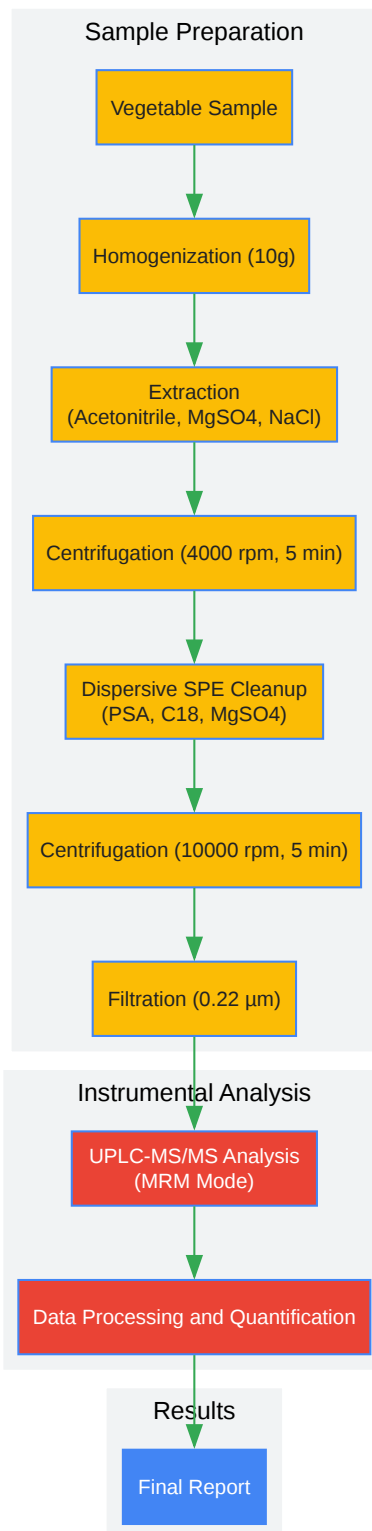 Sample Preparation
Vegetable Sample
Homogenization (10g)
Extraction
(Acetonitrile, MgSO4, NaCl)
Centrifugation (4000 rpm, 5 min)
Dispersive SPE Cleanup
(PSA, C18, MgSO4)
Centrifugation (10000 rpm, 5 min)
Filtration (0.22 µm)
Instrumental Analysis
UPLC-MS/MS Analysis
(MRM Mode)
Data Processing and Quantification
Results
Final Report